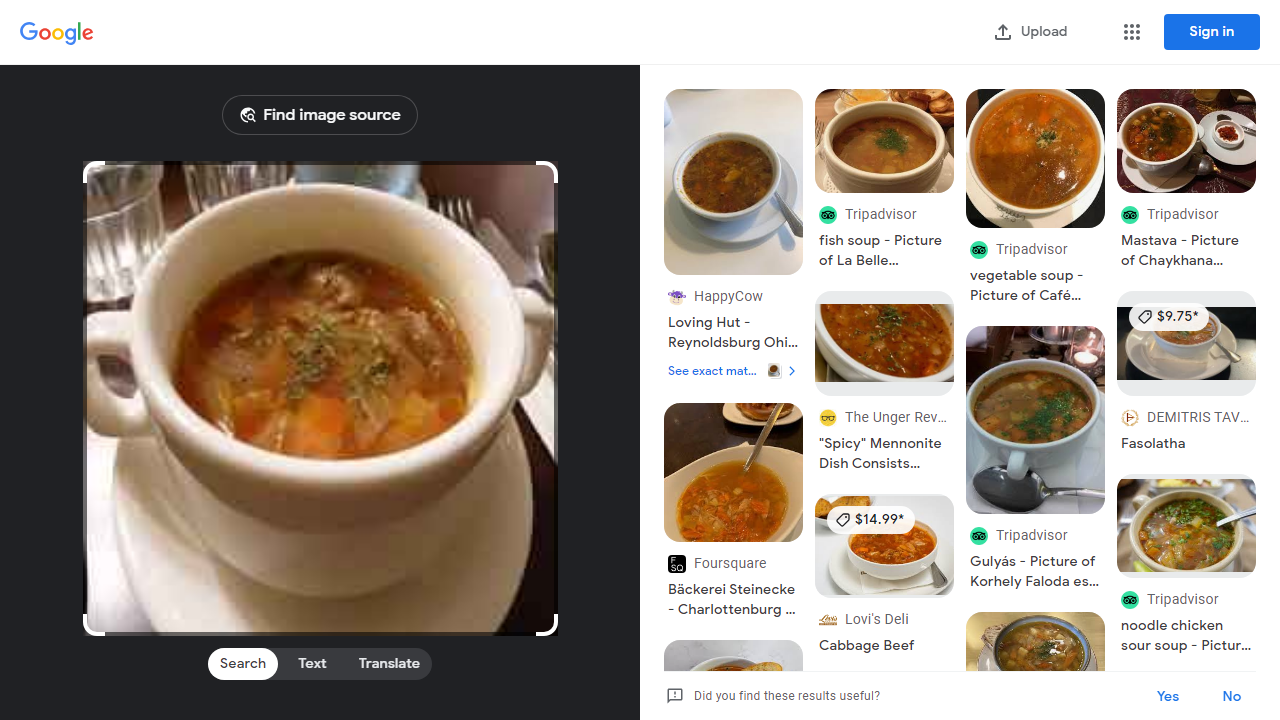 Google
Upload
Sign in
Find image source
Search
Text
Translate
HappyCow
Loving Hut -
Reynoldsburg Ohi...
See exact mat...
Foursquare
Bäckerei Steinecke
- Charlottenburg ...
Tripadvisor
fish soup - Picture
of La Belle...
The Unger Rev...
"Spicy" Mennonite
Dish Consists...
$14.99*
Lovi's Deli
Cabbage Beef
Tripadvisor
vegetable soup -
Picture of Café...
Tripadvisor
Gulyás - Picture of
Korhely Faloda es...
Tripadvisor
Mastava - Picture
of Chaykhana...
$9.75*
DEMITRIS TAV...
Fasolatha
Tripadvisor
noodle chicken
sour soup - Pictur...
Did you find these results useful?
Yes
No